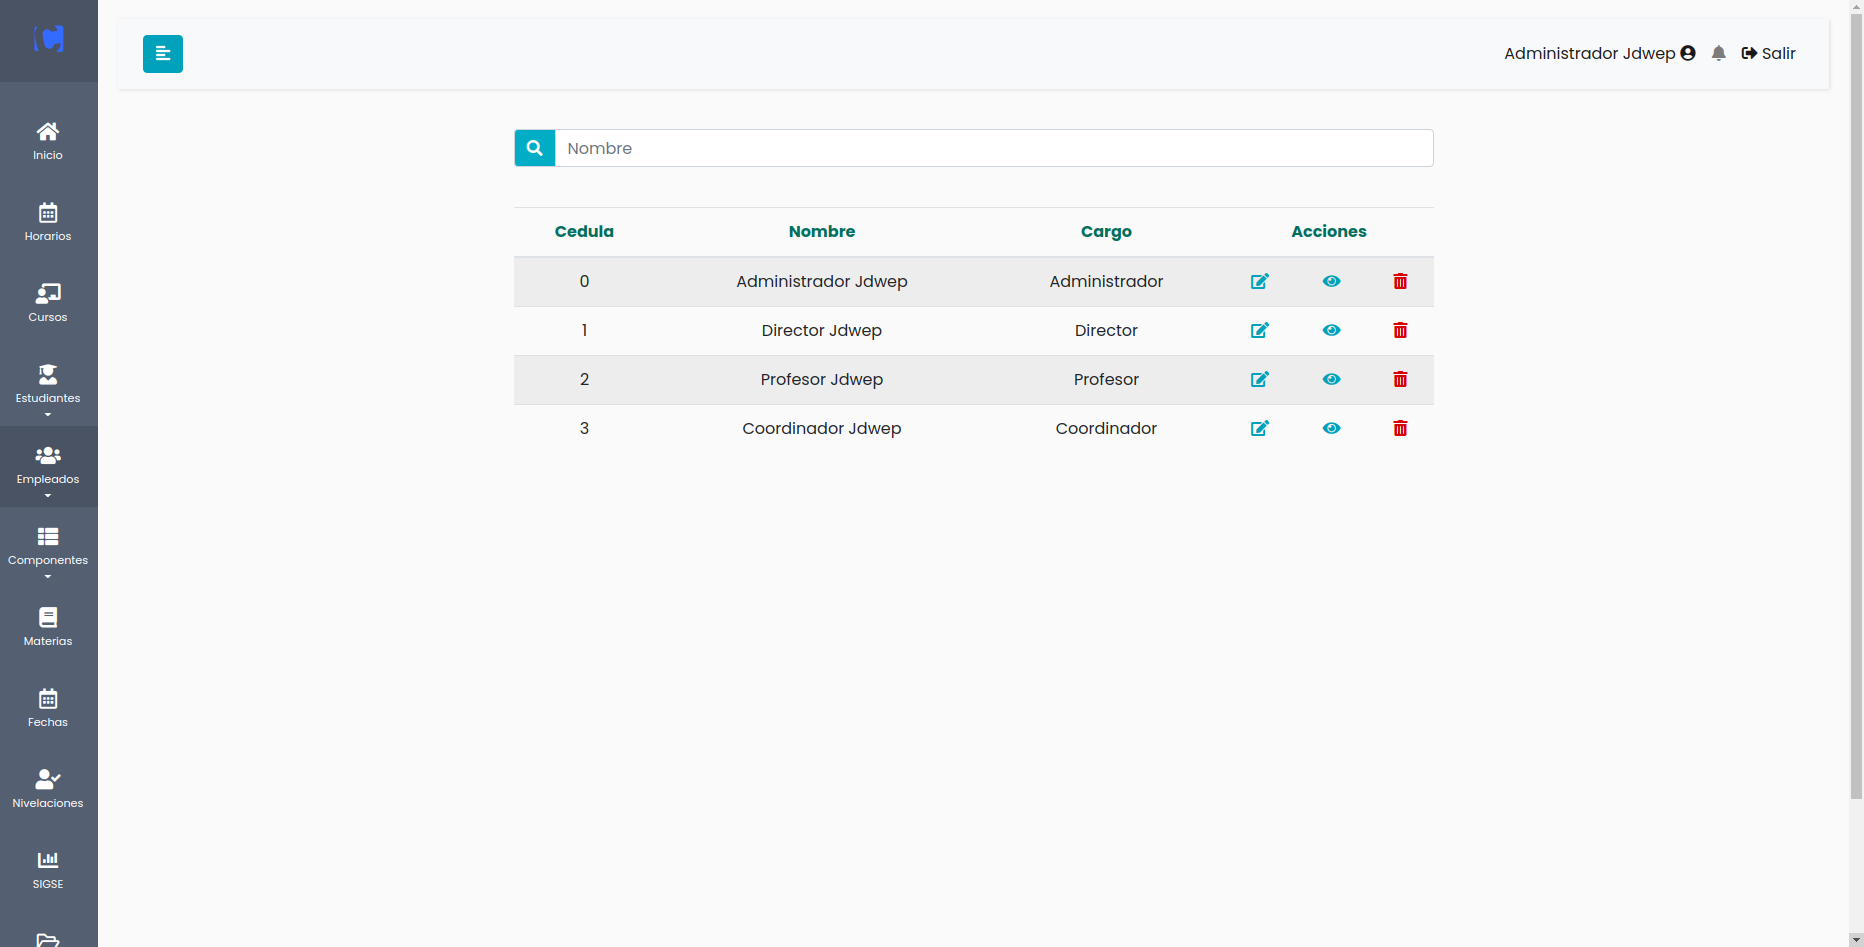 Administrador Jdwep
Salir
Inicio
Horarios
Cursos
Estudiantes
Empleados
Componentes
Materias
Fechas
Nivelaciones
SIGSE
Nombre
Cedula Nombre Cargo Acciones
0 Administrador Jdwep Administrador
1 Director Jdwep Director
2 Profesor Jdwep Profesor
3 Coordinador Jdwep Coordinador